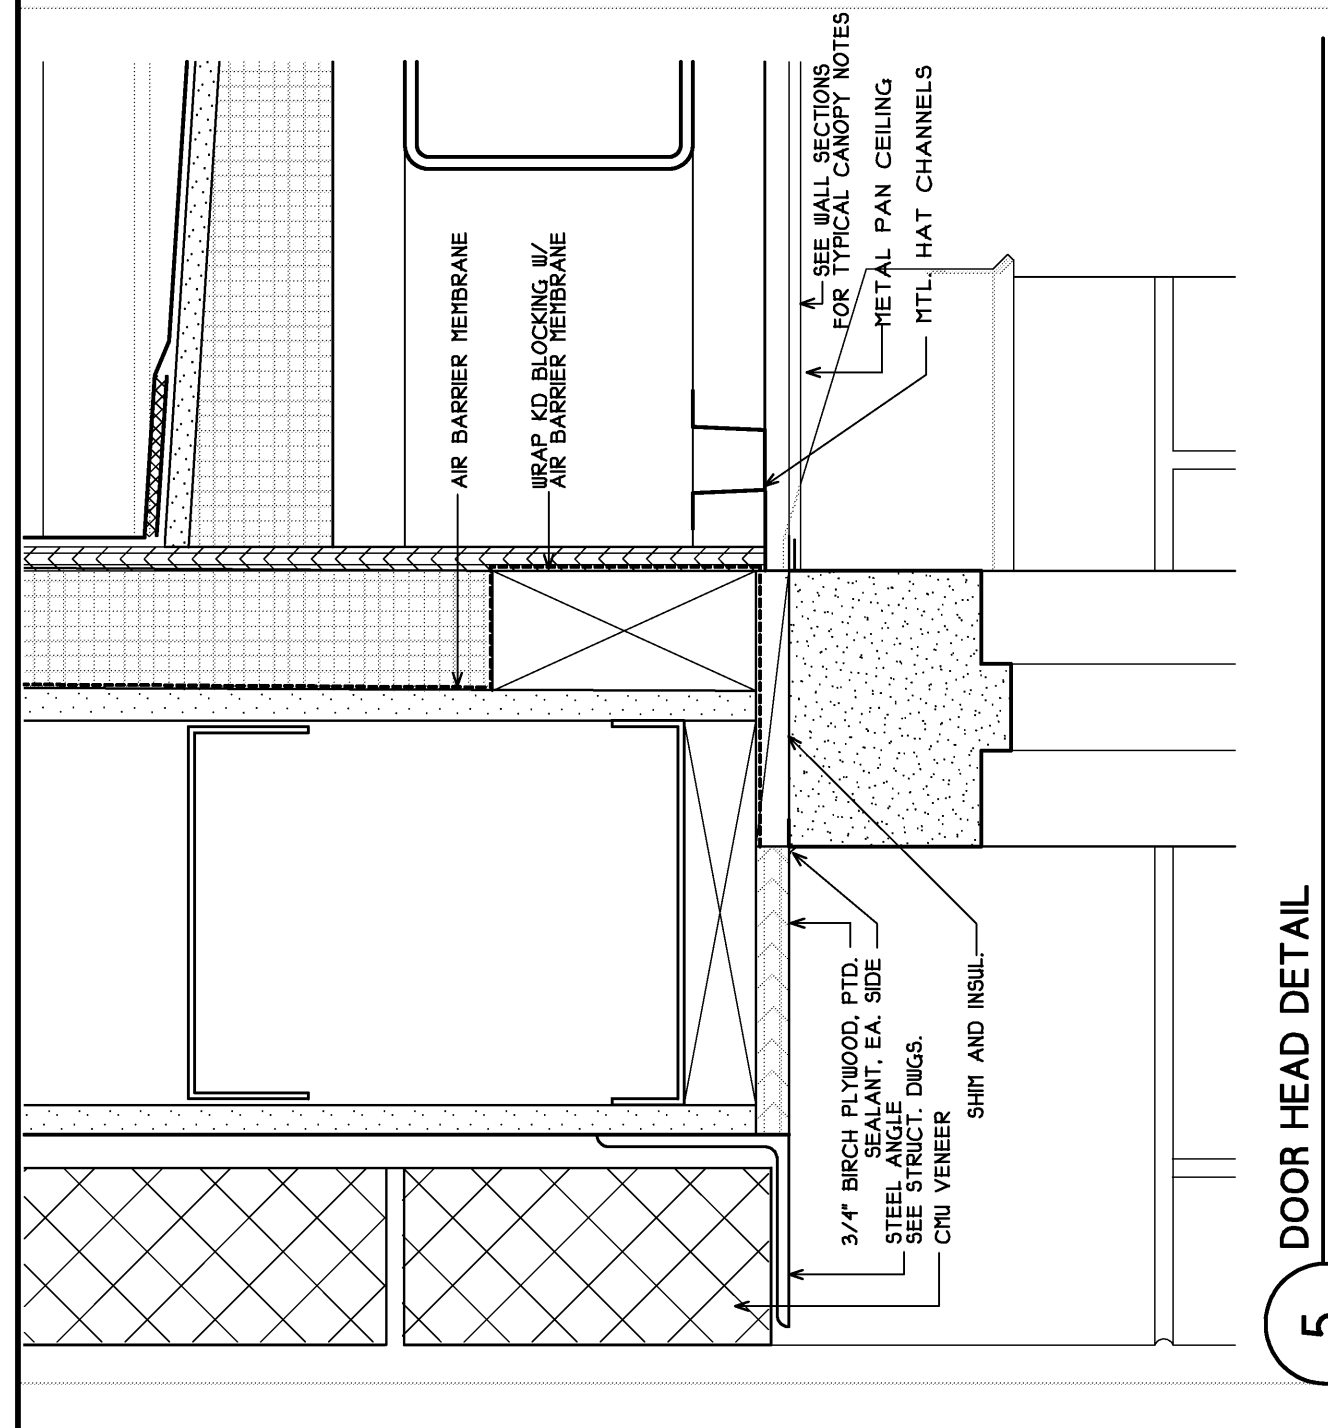 SEE WALL SECTIONS
FOR TYPICAL CANOPY NOTES
METAL PAN CEILING
MTL. HAT CHANNELS
AIR BARRIER MEMBRANE
WRAP KD BLOCKING W/
AIR BARRIER MEMBRANE
3/4" BIRCH PLYWOOD, PTD.
SEALANT, EA. SIDE
STEEL ANGLE
SEE STRUCT. DWGS.
CMU VENEER
SHIM AND INSUL.
5
DOOR HEAD DETAIL